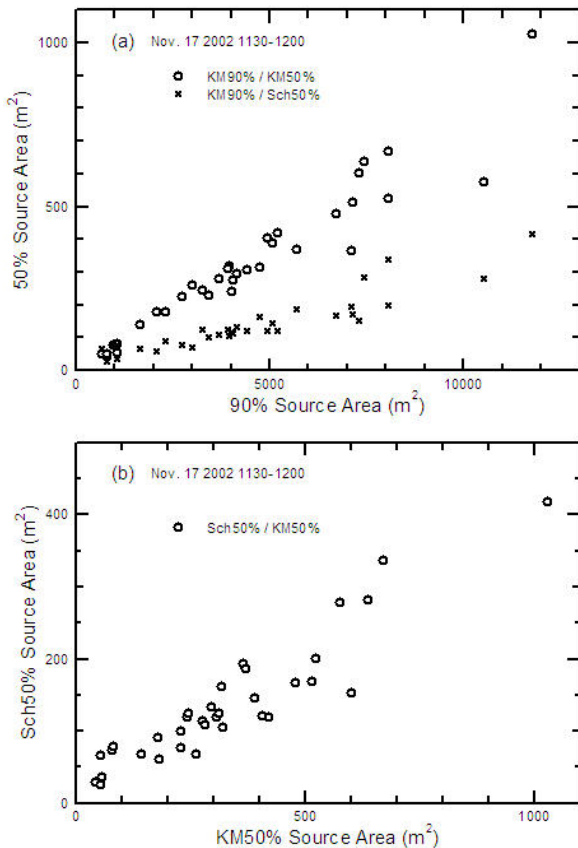 1000
(a) Nov. 17 2002 1130-1200
KM90% / KM50%
KM90% / Sch50%
50% Source Area (m²)
500
0
0 5000 10000
90% Source Area (m²)
(b) Nov. 17 2002 1130-1200
Sch50% / KM50%
400
Sch50% Source Area (m²)
200
0
0 500 1000
KM50% Source Area (m²)